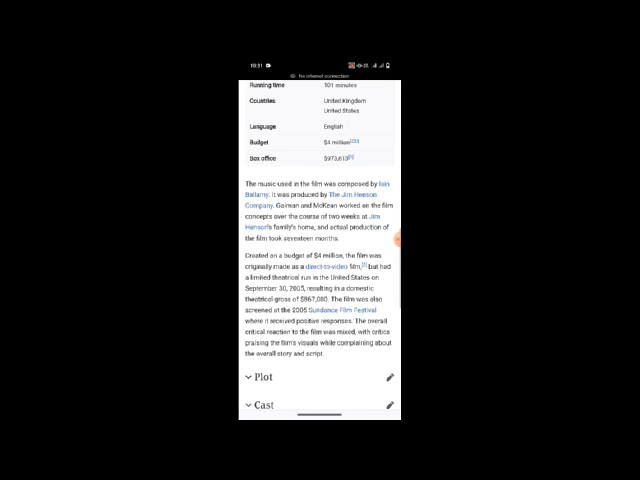 10:31
No internet connection
Running time 101 minutes
Countries United Kingdom
United States
Language English
Budget $4 million
Box office $973,613
The music used in the film was composed by Iain
Ballamy. It was produced by The Jim Henson
Company. Gaiman and McKean worked on the film
concepts over the course of two weeks at Jim
Henson's family's home, and actual production of
the film took seventeen months.
Created on a budget of $4 million, the film was
originally made as a direct-to-video film, but had
a limited theatrical run in the United States on
September 30, 2005, resulting in a domestic
theatrical gross of $867,000. The film was also
screened at the 2005 Sundance Film Festival
where it received positive responses. The overall
critical reaction to the film was mixed, with critics
praising the film's visuals while complaining about
the overall story and script.
Plot
Cast